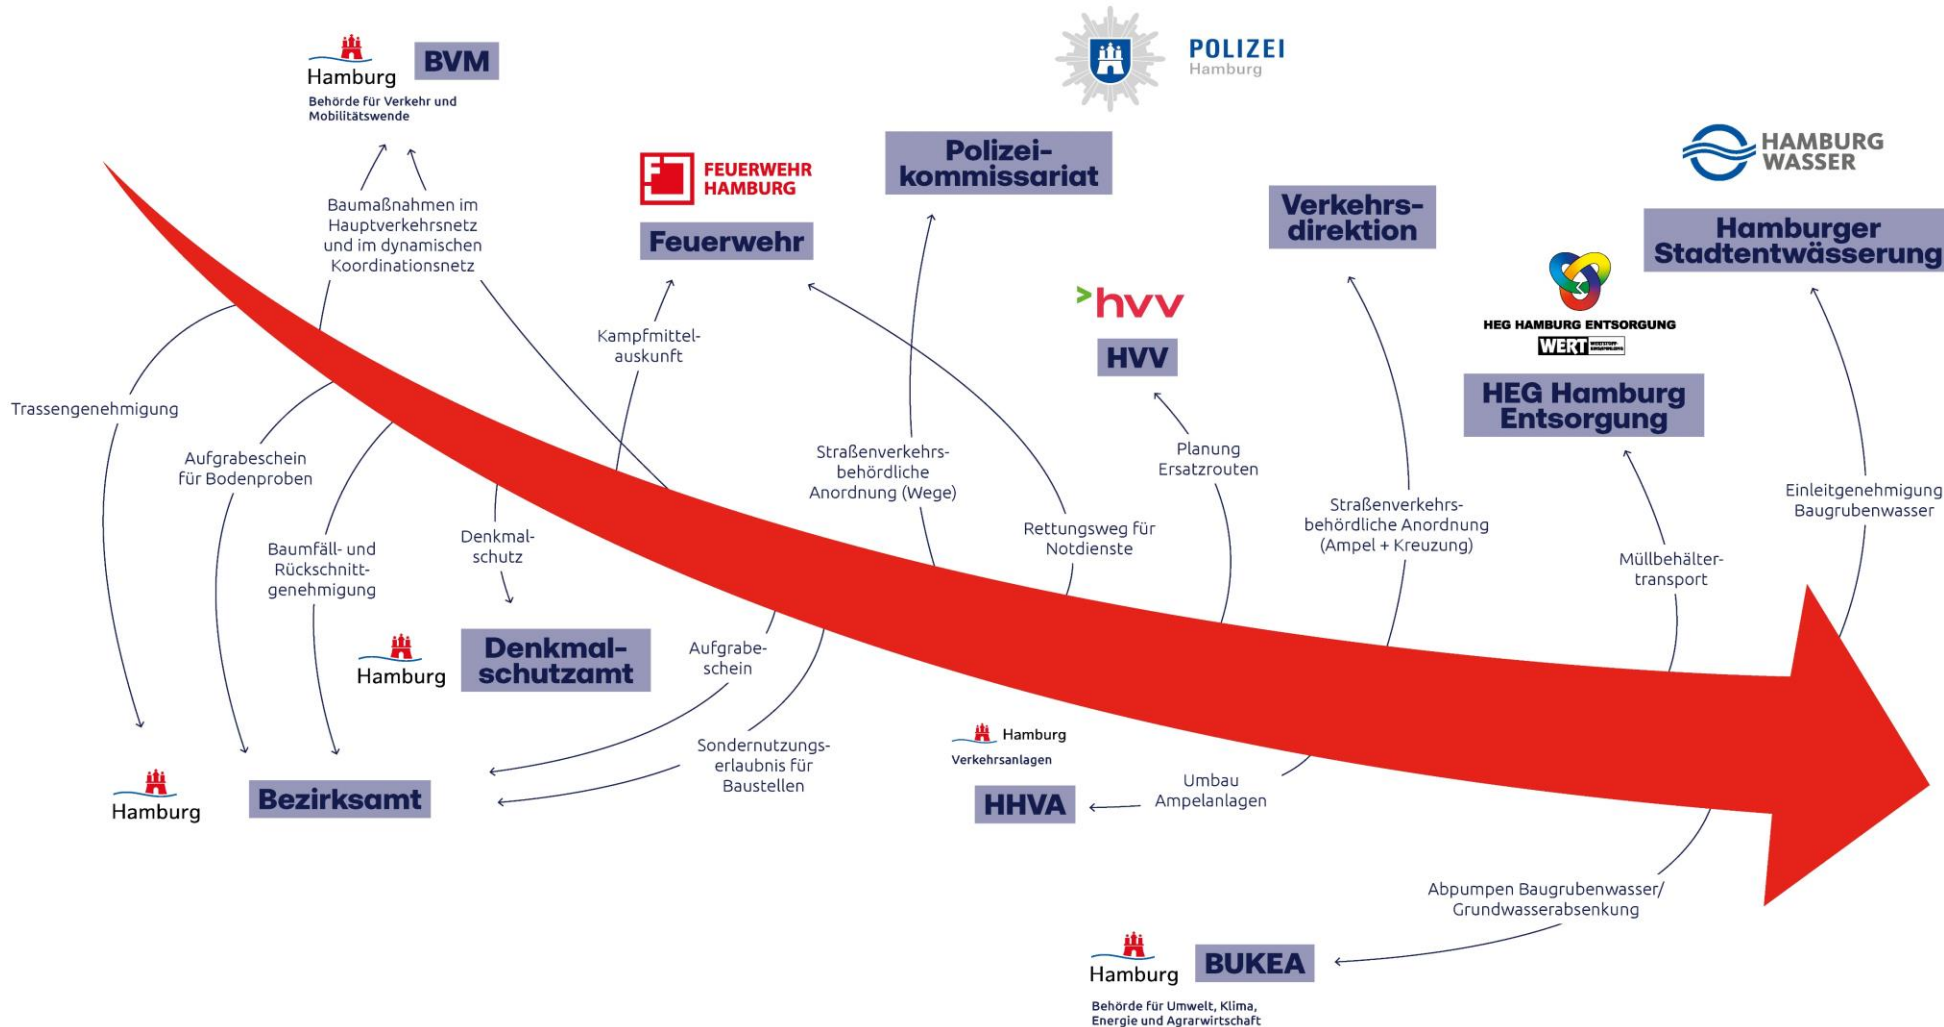 Hamburg
BVM
Behörde für Verkehr und
Mobilitätswende
POLIZEI
Hamburg
FEUERWEHR
HAMBURG
Feuerwehr
Polizei-
kommissariat
Verkehrs-
direktion
HAMBURG
WASSER
Hamburger
Stadtentwässerung
hvv
HVV
HEG HAMBURG ENTSORGUNG
WERT
HEG Hamburg
Entsorgung
Baumaßnahmen im
Hauptverkehrsnetz
und im dynamischen
Koordinationsnetz
Kampfmittel-
auskunft
Trassengenehmigung
Aufgrabeschein
für Bodenproben
Baumfäll- und
Rückschnitt-
genehmigung
Denkmal-
schutz
Straßenverkehrs-
behördliche
Anordnung (Wege)
Rettungsweg für
Notdienste
Planung
Ersatzrouten
Straßenverkehrs-
behördliche Anordnung
(Ampel + Kreuzung)
Müllbehälter-
transport
Einleitgenehmigung
Baugrubenwasser
Hamburg
Denkmal-
schutzamt
Aufgrabe-
schein
Sondernutzungs-
erlaubnis für
Baustellen
Hamburg
Bezirksamt
Hamburg
Verkehrsanlagen
HHVA
Umbau
Ampelanlagen
Abpumpen Baugrubenwasser/
Grundwasserabsenkung
Hamburg
BUKEA
Behörde für Umwelt, Klima,
Energie und Agrarwirtschaft